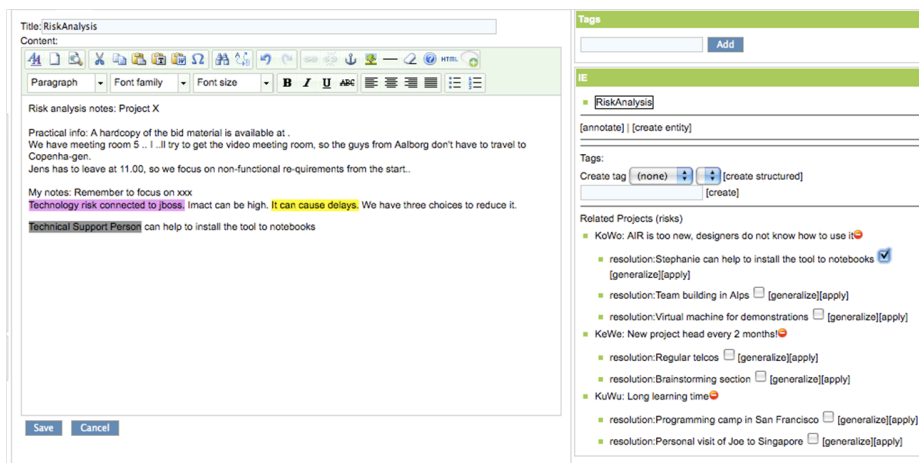 Title: RiskAnalysis
Content:
HTML
Paragraph Font family Font size B I U ABC
Risk analysis notes: Project X
Practical info: A hardcopy of the bid material is available at .
We have meeting room 5 .. I ..ll try to get the video meeting room, so the guys from Aalborg don't have to travel to
Copenha-gen.
Jens has to leave at 11.00, so we focus on non-functional re-quirements from the start..
My notes: Remember to focus on xxx
Technology risk connected to jboss. Imact can be high. It can cause delays. We have three choices to reduce it.
Technical Support Person can help to install the tool to notebooks
Save Cancel
Tags
Add
IE
RiskAnalysis
[annotate] | [create entity]
Tags:
Create tag (none) [create structured]
[create]
Related Projects (risks)
KoWo: AIR is too new, designers do not know how to use it
resolution:Stephanie can help to install the tool to notebooks
[generalize][apply]
resolution:Team building in Alps [generalize][apply]
resolution:Virtual machine for demonstrations [generalize][apply]
KeWe: New project head every 2 months!
resolution:Regular telcos [generalize][apply]
resolution:Brainstorming section [generalize][apply]
KuWu: Long learning time
resolution:Programming camp in San Francisco [generalize][apply]
resolution:Personal visit of Joe to Singapore [generalize][apply]